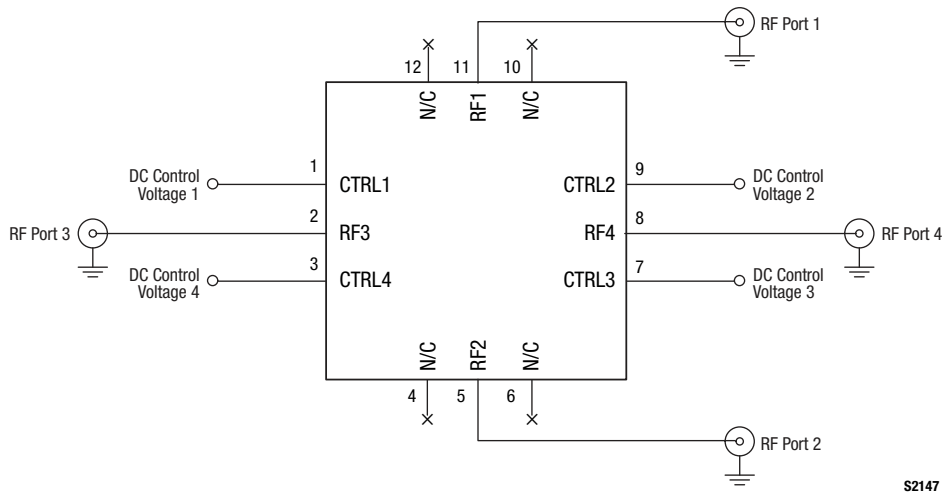 RF Port 1
12
11
10
N/C
RF1
N/C
1
DC Control
Voltage 1
CTRL1
CTRL2
9
DC Control
Voltage 2
2
RF Port 3
RF3
RF4
8
RF Port 4
3
DC Control
Voltage 4
CTRL4
CTRL3
7
DC Control
Voltage 3
N/C
RF2
N/C
4
5
6
RF Port 2
S2147